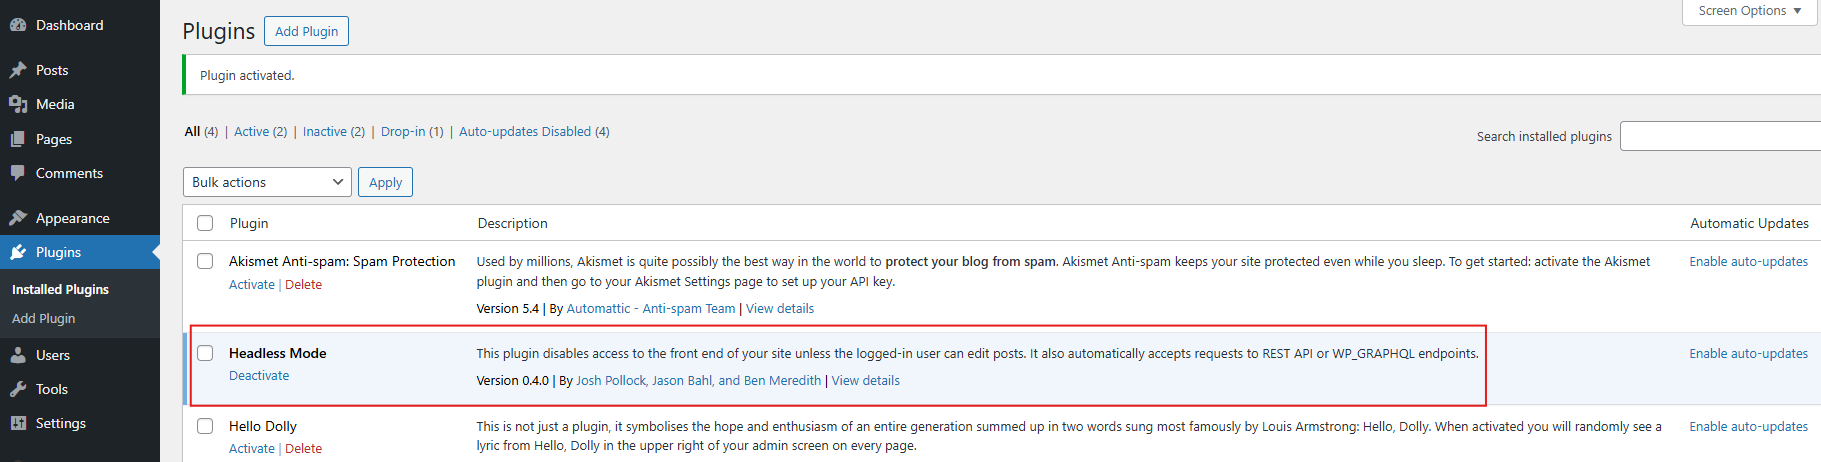 Dashboard
Posts
Media
Pages
Comments
Appearance
Plugins
Installed Plugins
Add Plugin
Users
Tools
Settings
Screen Options ▼
Plugins Add Plugin
Plugin activated.
All (4) | Active (2) | Inactive (2) | Drop-in (1) | Auto-updates Disabled (4)
Search installed plugins
Bulk actions Apply
Plugin Description Automatic Updates
Akismet Anti-spam: Spam Protection
Activate | Delete
Used by millions, Akismet is quite possibly the best way in the world to protect your blog from spam. Akismet Anti-spam keeps your site protected even while you sleep. To get started: activate the Akismet
plugin and then go to your Akismet Settings page to set up your API key.
Version 5.4 | By Automattic - Anti-spam Team | View details
Enable auto-updates
Headless Mode
Deactivate
This plugin disables access to the front end of your site unless the logged-in user can edit posts. It also automatically accepts requests to REST API or WP_GRAPHQL endpoints.
Version 0.4.0 | By Josh Pollock, Jason Bahl, and Ben Meredith | View details
Enable auto-updates
Hello Dolly
Activate | Delete
This is not just a plugin, it symbolises the hope and enthusiasm of an entire generation summed up in two words sung most famously by Louis Armstrong: Hello, Dolly. When activated you will randomly see a
lyric from Hello, Dolly in the upper right of your admin screen on every page.
Enable auto-updates